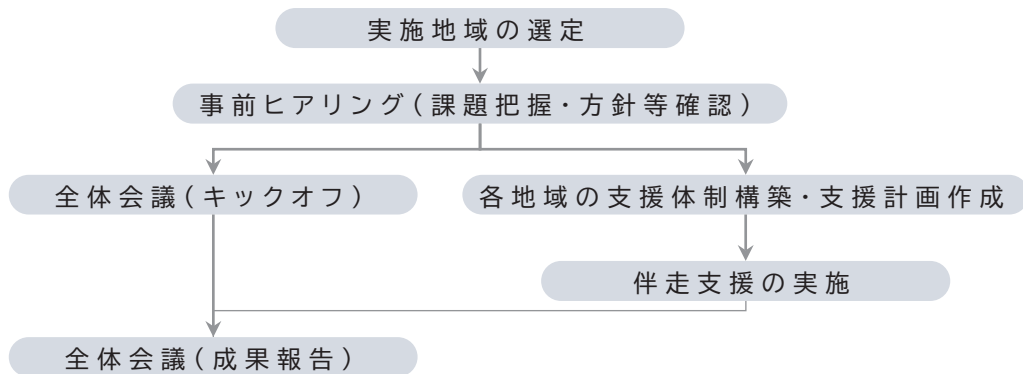 実施地域の選定
事前ヒアリング(課題把握・方針等確認)
全体会議(キックオフ)
各地域の支援体制構築・支援計画作成
伴走支援の実施
全体会議(成果報告)